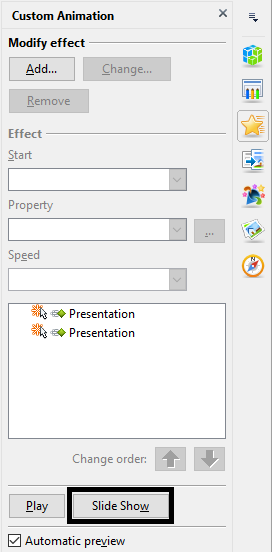 Custom Animation
Modify effect
Add... Change...
Remove
Effect
Start
Property
...
Speed
Presentation
Presentation
Change order:
Play Slide Show
Automatic preview